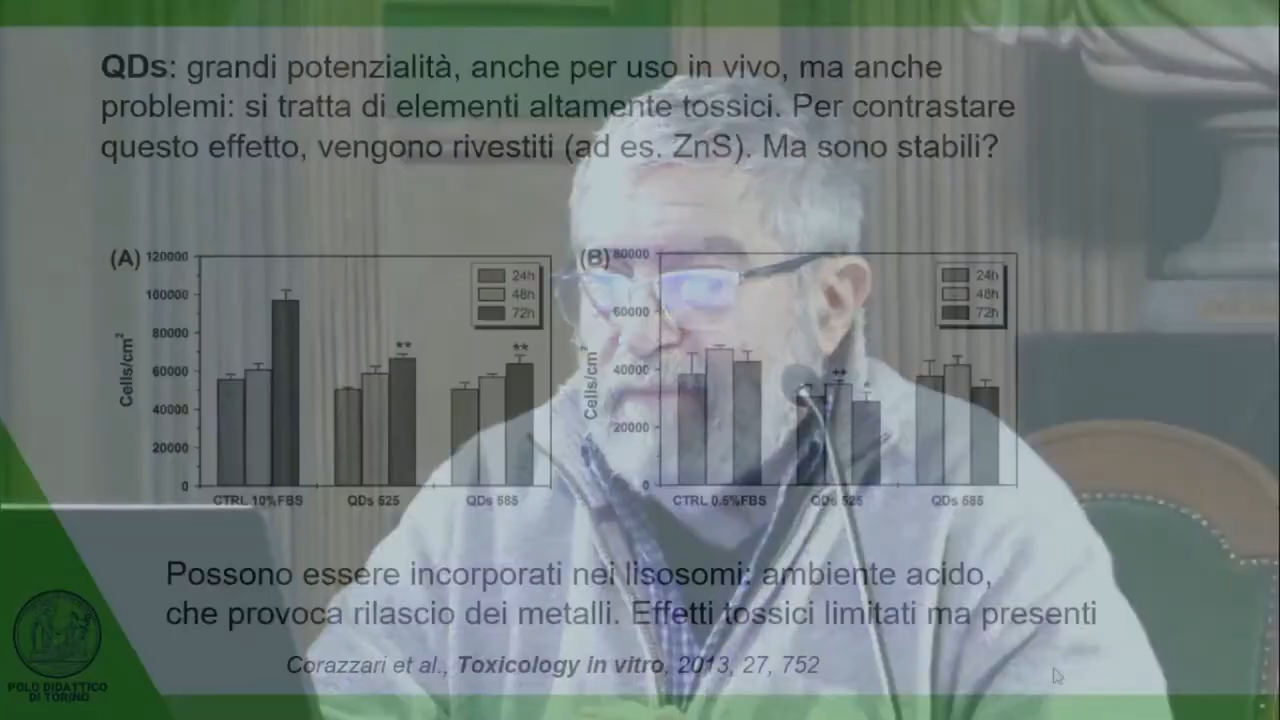 QDs: grandi potenzialità, anche per uso in vivo, ma anche
problemi: si tratta di elementi altamente tossici. Per contrastare
questo effetto, vengono rivestiti (ad es. ZnS). Ma sono stabili?
(A)
120000
100000
80000
60000
40000
20000
0
Cells/cm²
24h
48h
72h
**
**
CTRL 10%FBS
QDs 525
QDs 585
(B)
80000
60000
40000
20000
0
Cells/cm²
24h
48h
72h
**
*
CTRL 0.5%FBS
QDs 525
QDs 585
Possono essere incorporati nei lisosomi: ambiente acido,
che provoca rilascio dei metalli. Effetti tossici limitati ma presenti
Corazzari et al., Toxicology in vitro, 2013, 27, 752
POLO DIDATTICO
DI TORINO